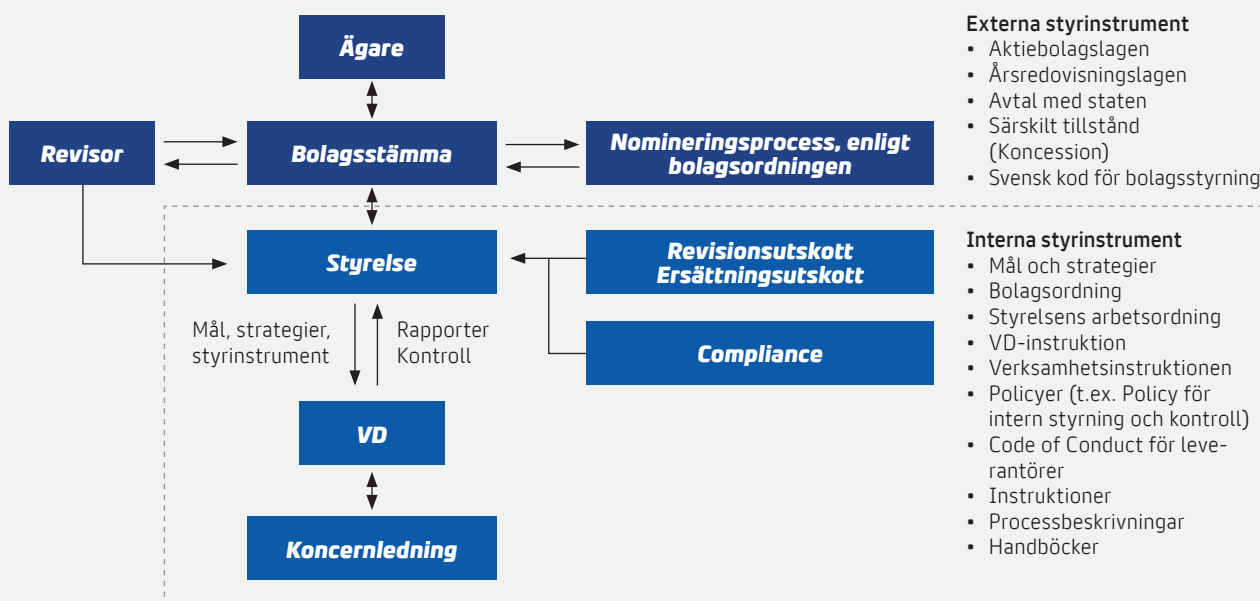 Ägare
Revisor
Bolagsstämma
Nomineringsprocess, enligt
bolagsordningen
Styrelse
Revisionsutskott
Ersättningsutskott
Mål, strategier,
styrinstrument
Rapporter
Kontroll
Compliance
VD
Koncernledning
Externa styrinstrument
• Aktiebolagslagen
• Årsredovisningslagen
• Avtal med staten
• Särskilt tillstånd
(Koncession)
• Svensk kod för bolagsstyrning
Interna styrinstrument
• Mål och strategier
• Bolagsordning
• Styrelsens arbetsordning
• VD-instruktion
• Verksamhetsinstruktionen
• Policyer (t.ex. Policy för
intern styrning och kontroll)
• Code of Conduct för leve-
rantörer
• Instruktioner
• Processbeskrivningar
• Handböcker